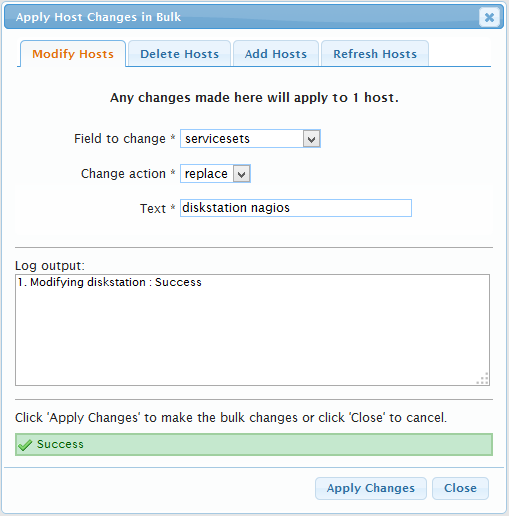 Apply Host Changes in Bulk
Modify Hosts Delete Hosts Add Hosts Refresh Hosts
Any changes made here will apply to 1 host.
Field to change * servicesets
Change action * replace
Text * diskstation nagios
Log output:
1. Modifying diskstation : Success
Click 'Apply Changes' to make the bulk changes or click 'Close' to cancel.
Success
Apply Changes Close